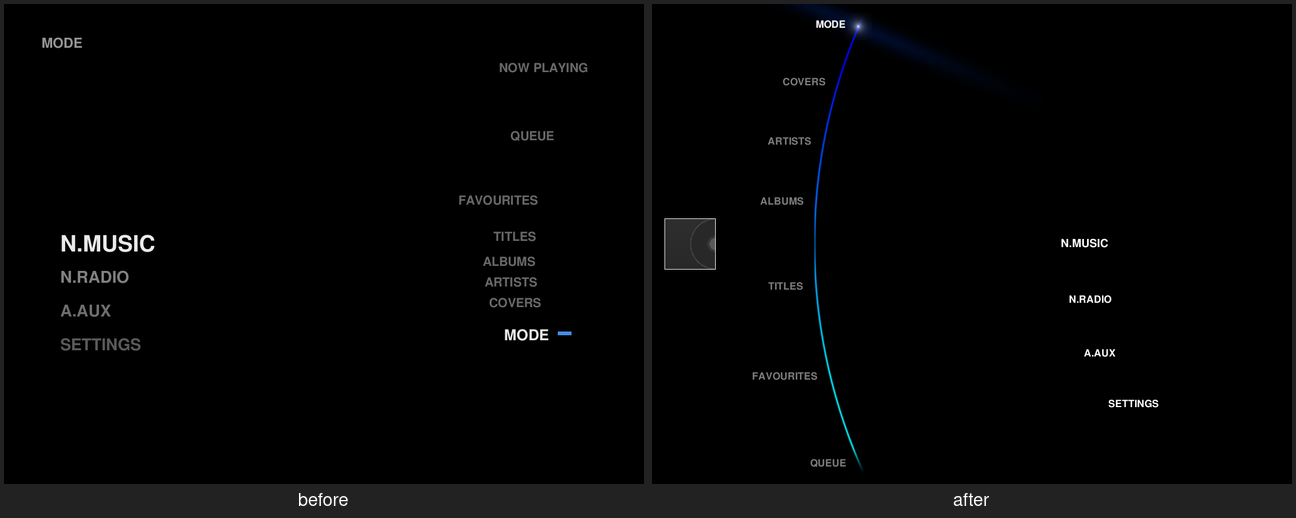 MODE
NOW PLAYING
QUEUE
FAVOURITES
TITLES
ALBUMS
ARTISTS
COVERS
MODE
N.MUSIC
N.RADIO
A.AUX
SETTINGS
before
MODE
COVERS
ARTISTS
ALBUMS
TITLES
FAVOURITES
QUEUE
N.MUSIC
N.RADIO
A.AUX
SETTINGS
after